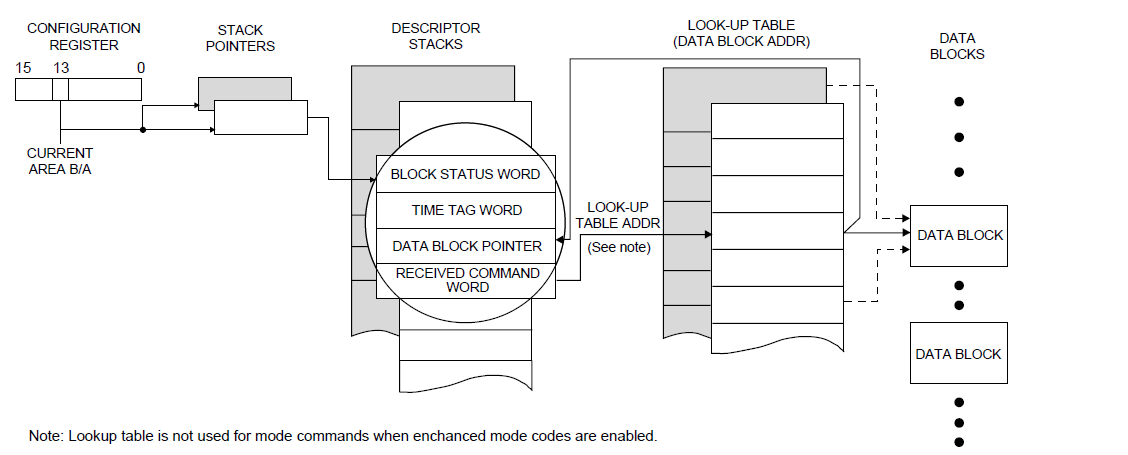 CONFIGURATION
REGISTER
15 13 0
CURRENT
AREA B/A
STACK
POINTERS
DESCRIPTOR
STACKS
BLOCK STATUS WORD
TIME TAG WORD
DATA BLOCK POINTER
RECEIVED COMMAND
WORD
LOOK-UP
TABLE ADDR
(See note)
LOOK-UP TABLE
(DATA BLOCK ADDR)
DATA
BLOCKS
DATA BLOCK
DATA BLOCK
Note: Lookup table is not used for mode commands when enchanced mode codes are enabled.